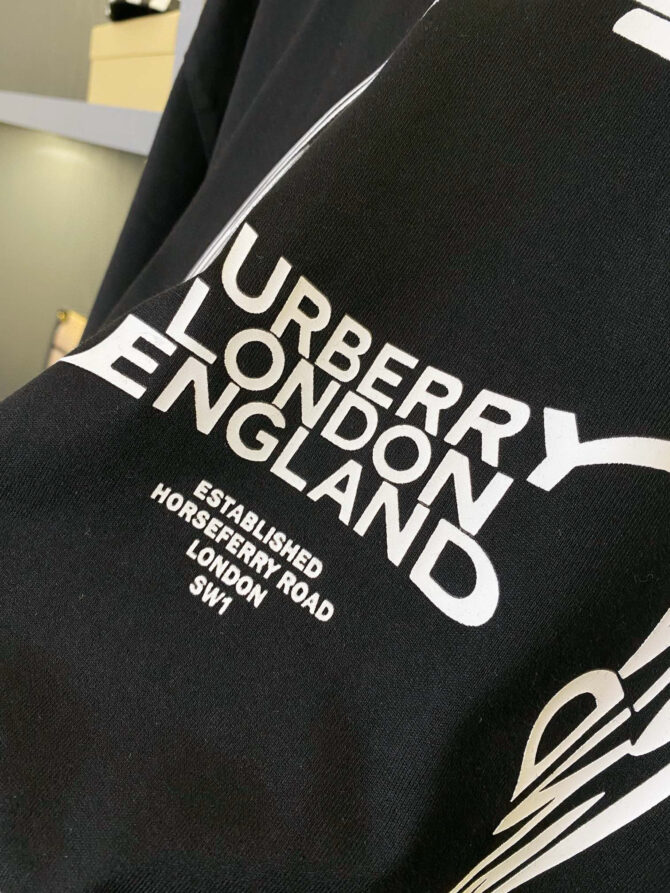 URBERRY
LONDON
ENGLAND
ESTABLISHED
HORSEFERRY ROAD
LONDON
SW1